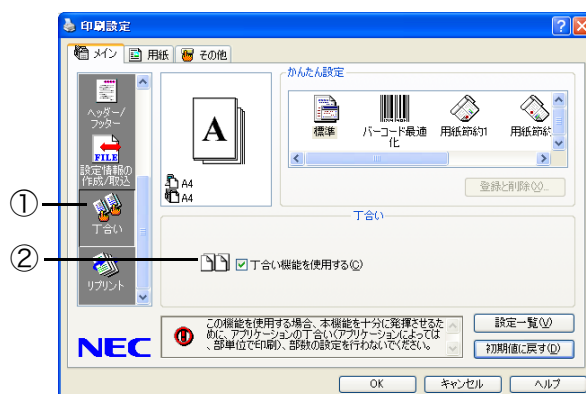 印刷設定
メイン
用紙
その他
ヘッダー/
フッター
FILE
設定情報の
作成/取込
①
丁合い
リプリント
A
A4
A4
かんたん設定
標準
バーコード最適
化
用紙節約1
用紙節約
登録と削除(X)...
丁合い
②
丁合い機能を使用する(C)
NEC
この機能を使用する場合、本機能を十分に発揮させるた
めに、アプリケーションの丁合い(アプリケーションによっては
、部単位で印刷)、部数の設定を行わないでください。
設定一覧(V)
初期値に戻す(D)
OK
キャンセル
ヘルプ